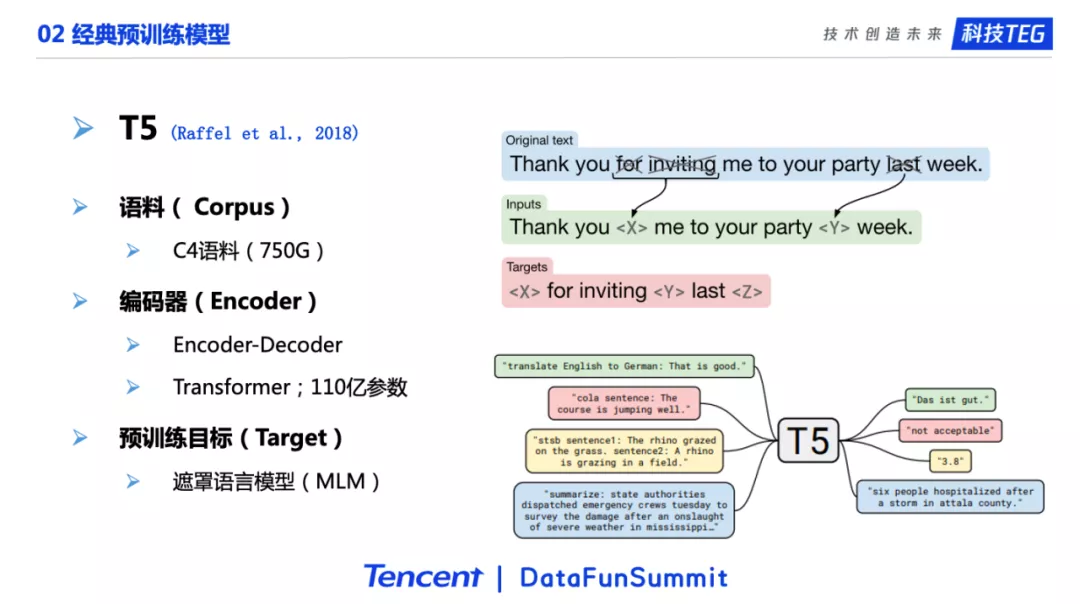 02 经典预训练模型
技术创造未来 科技TEG
T5 (Raffel et al., 2018)
语料（ Corpus ）
C4语料（750G）
编码器（Encoder）
Encoder-Decoder
Transformer；110亿参数
预训练目标（Target）
遮罩语言模型（MLM）
Original text
Thank you for inviting me to your party last week.
Inputs
Thank you <X> me to your party <Y> week.
Targets
<X> for inviting <Y> last <Z>
"translate English to German: That is good."
"cola sentence: The
course is jumping well."
"stsb sentence1: The rhino grazed
on the grass. sentence2: A rhino
is grazing in a field."
"summarize: state authorities
dispatched emergency crews tuesday to
survey the damage after an onslaught
of severe weather in mississippi…"
T5
"Das ist gut."
"not acceptable"
"3.8"
"six people hospitalized after
a storm in attala county."
Tencent | DataFunSummit